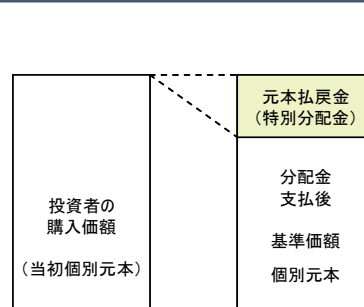 元本払戻金
（特別分配金）
投資者の
購入価額
（当初個別元本）
分配金
支払後
基準価額
個別元本